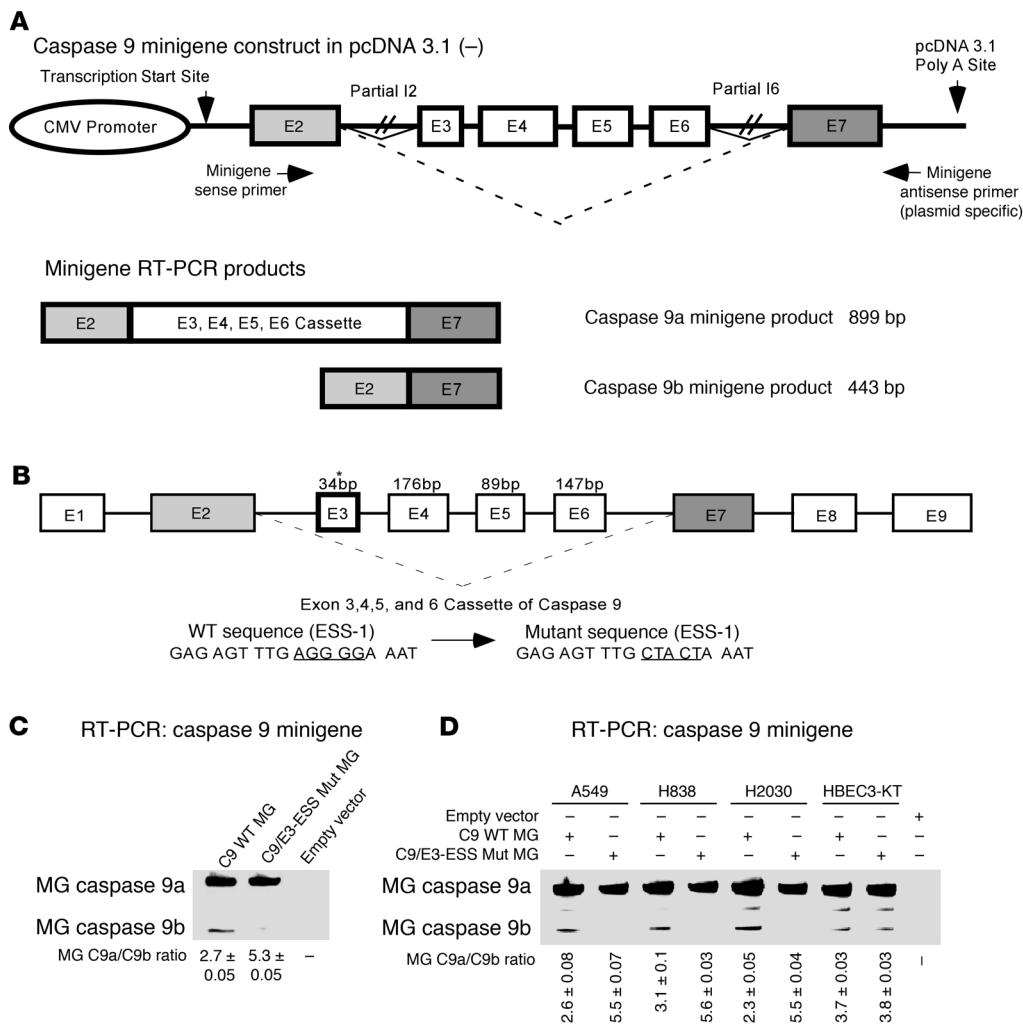 A
Caspase 9 minigene construct in pcDNA 3.1 (–)
Transcription Start Site
pcDNA 3.1
Poly A Site
Partial I2
Partial I6
CMV Promoter
E2
E3
E4
E5
E6
E7
Minigene
sense primer
Minigene
antisense primer
(plasmid specific)
Minigene RT-PCR products
E2
E3, E4, E5, E6 Cassette
E7
Caspase 9a minigene product 899 bp
E2
E7
Caspase 9b minigene product 443 bp
B
*
34bp
176bp
89bp
147bp
E1
E2
E3
E4
E5
E6
E7
E8
E9
Exon 3,4,5, and 6 Cassette of Caspase 9
WT sequence (ESS-1)
GAG AGT TTG AGG GGA AAT
Mutant sequence (ESS-1)
GAG AGT TTG CTA CTA AAT
C
RT-PCR: caspase 9 minigene
C9 WT MG
C9/E3-ESS Mut MG
Empty vector
MG caspase 9a
MG caspase 9b
MG C9a/C9b ratio
2.7 ± 0.05
5.3 ± 0.05
–
D
RT-PCR: caspase 9 minigene
A549
H838
H2030
HBEC3-KT
Empty vector – – – – – – – – +
C9 WT MG + – + – + – + – –
C9/E3-ESS Mut MG – + – + – + – + –
MG caspase 9a
MG caspase 9b
MG C9a/C9b ratio
2.6 ± 0.08
5.5 ± 0.07
3.1 ± 0.1
5.6 ± 0.03
2.3 ± 0.05
5.5 ± 0.04
3.7 ± 0.03
3.8 ± 0.03
–